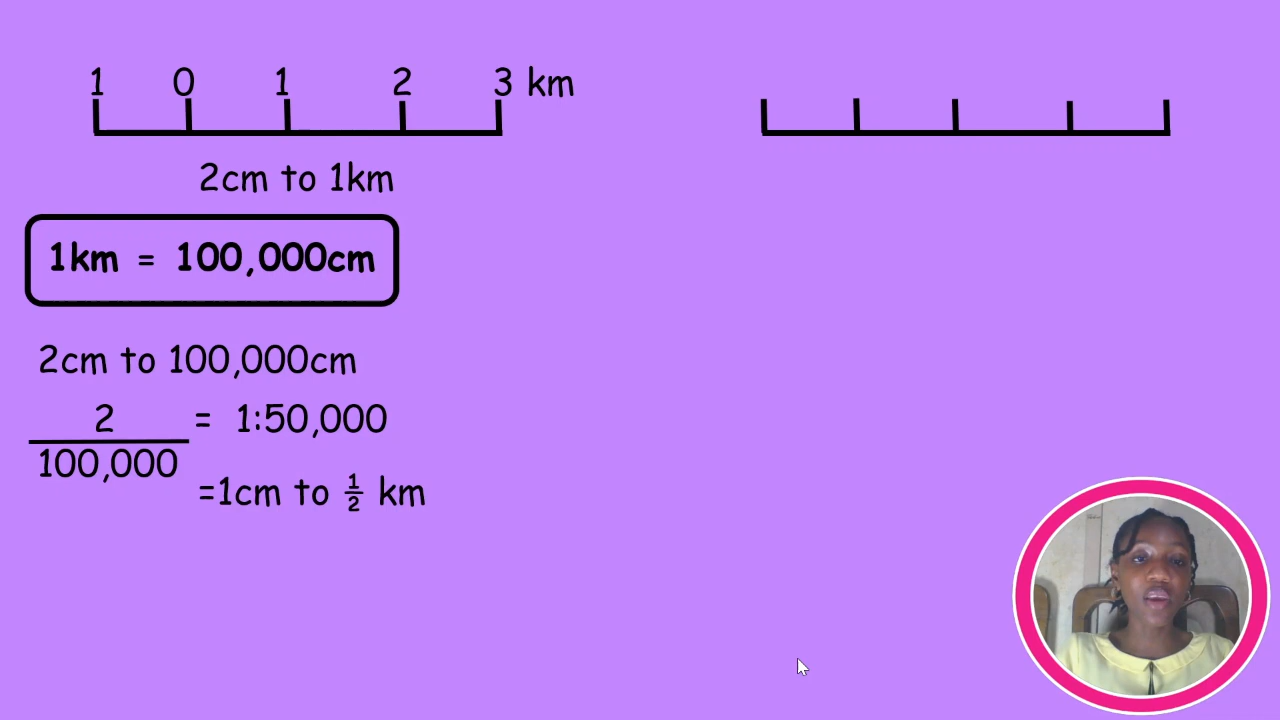 1 0 1 2 3 km
2cm to 1km
1km = 100,000cm
2cm to 100,000cm
2
100,000
= 1:50,000
=1cm to ½ km